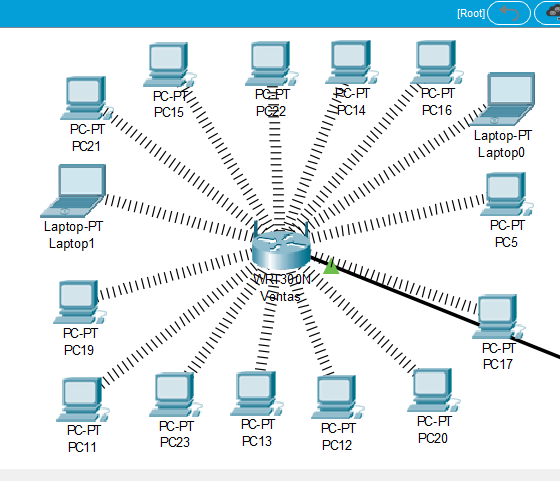 [Root]
PC-PT
PC15
PC-PT
PC22
PC-PT
PC14
PC-PT
PC16
PC-PT
PC21
Laptop-PT
Laptop0
Laptop-PT
Laptop1
PC-PT
PC5
WRT300N
Ventas
PC-PT
PC19
PC-PT
PC17
PC-PT
PC11
PC-PT
PC23
PC-PT
PC13
PC-PT
PC12
PC-PT
PC20